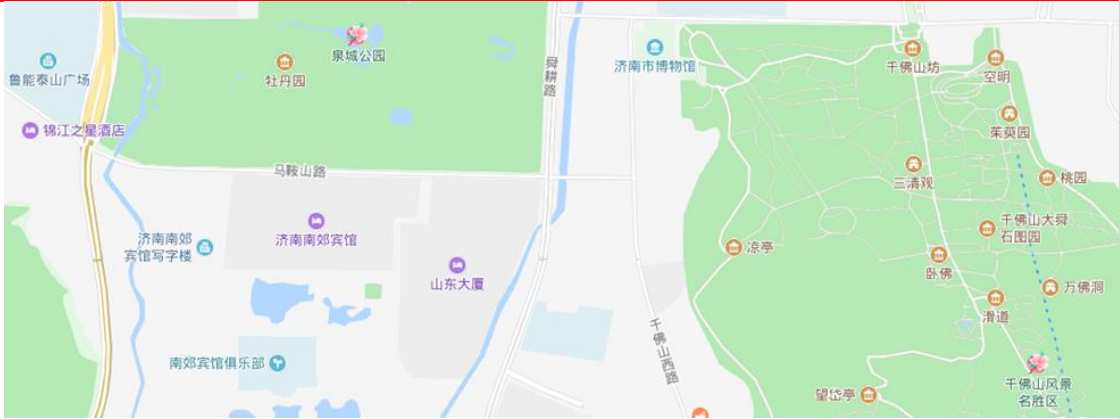 泉城公园
鲁能泰山广场
牡丹园
舜耕路
济南市博物馆
千佛山坊
空明
锦江之星酒店
茱萸园
马鞍山路
三清观
桃园
济南南郊
宾馆写字楼
济南南郊宾馆
千佛山大舜
石图园
凉亭
卧佛
山东大厦
万佛洞
滑道
千佛山西路
南郊宾馆俱乐部
望岱亭
千佛山风景
名胜区